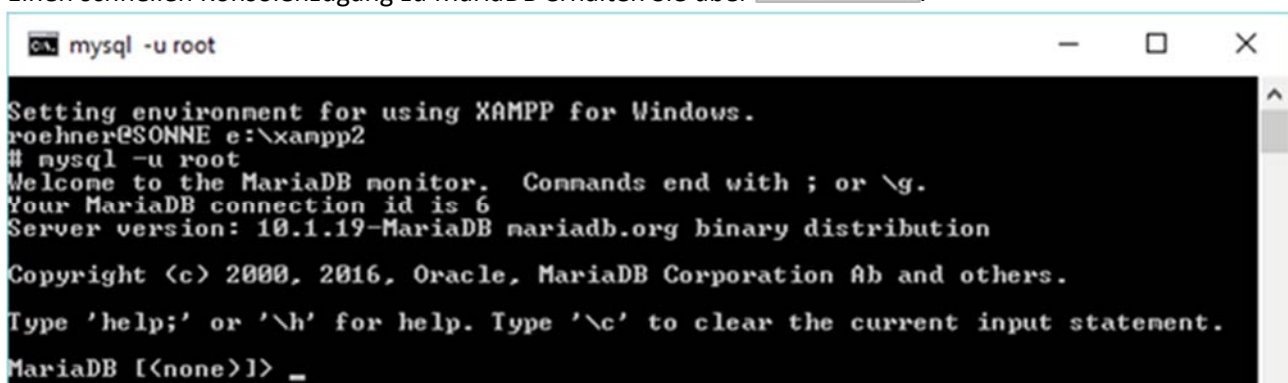 Einen schnellen Konsolenzugang zu MariaDB erhalten Sie über
mysql -u root
Setting environment for using XAMPP for Windows.
roehner@SONNE e:\xampp2
# mysql -u root
Welcome to the MariaDB monitor.  Commands end with ; or \g.
Your MariaDB connection id is 6
Server version: 10.1.19-MariaDB mariadb.org binary distribution
Copyright (c) 2000, 2016, Oracle, MariaDB Corporation Ab and others.
Type 'help;' or '\h' for help. Type '\c' to clear the current input statement.
MariaDB [(none)]> _